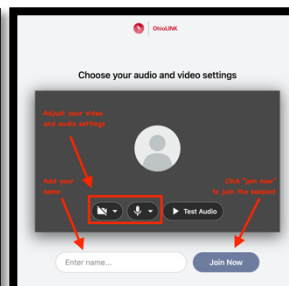 OhioLINK
Choose your audio and video settings
Adjust your video
and audio settings
Add your
name
Click "join now"
to join the session!
Test Audio
Enter name...
Join Now